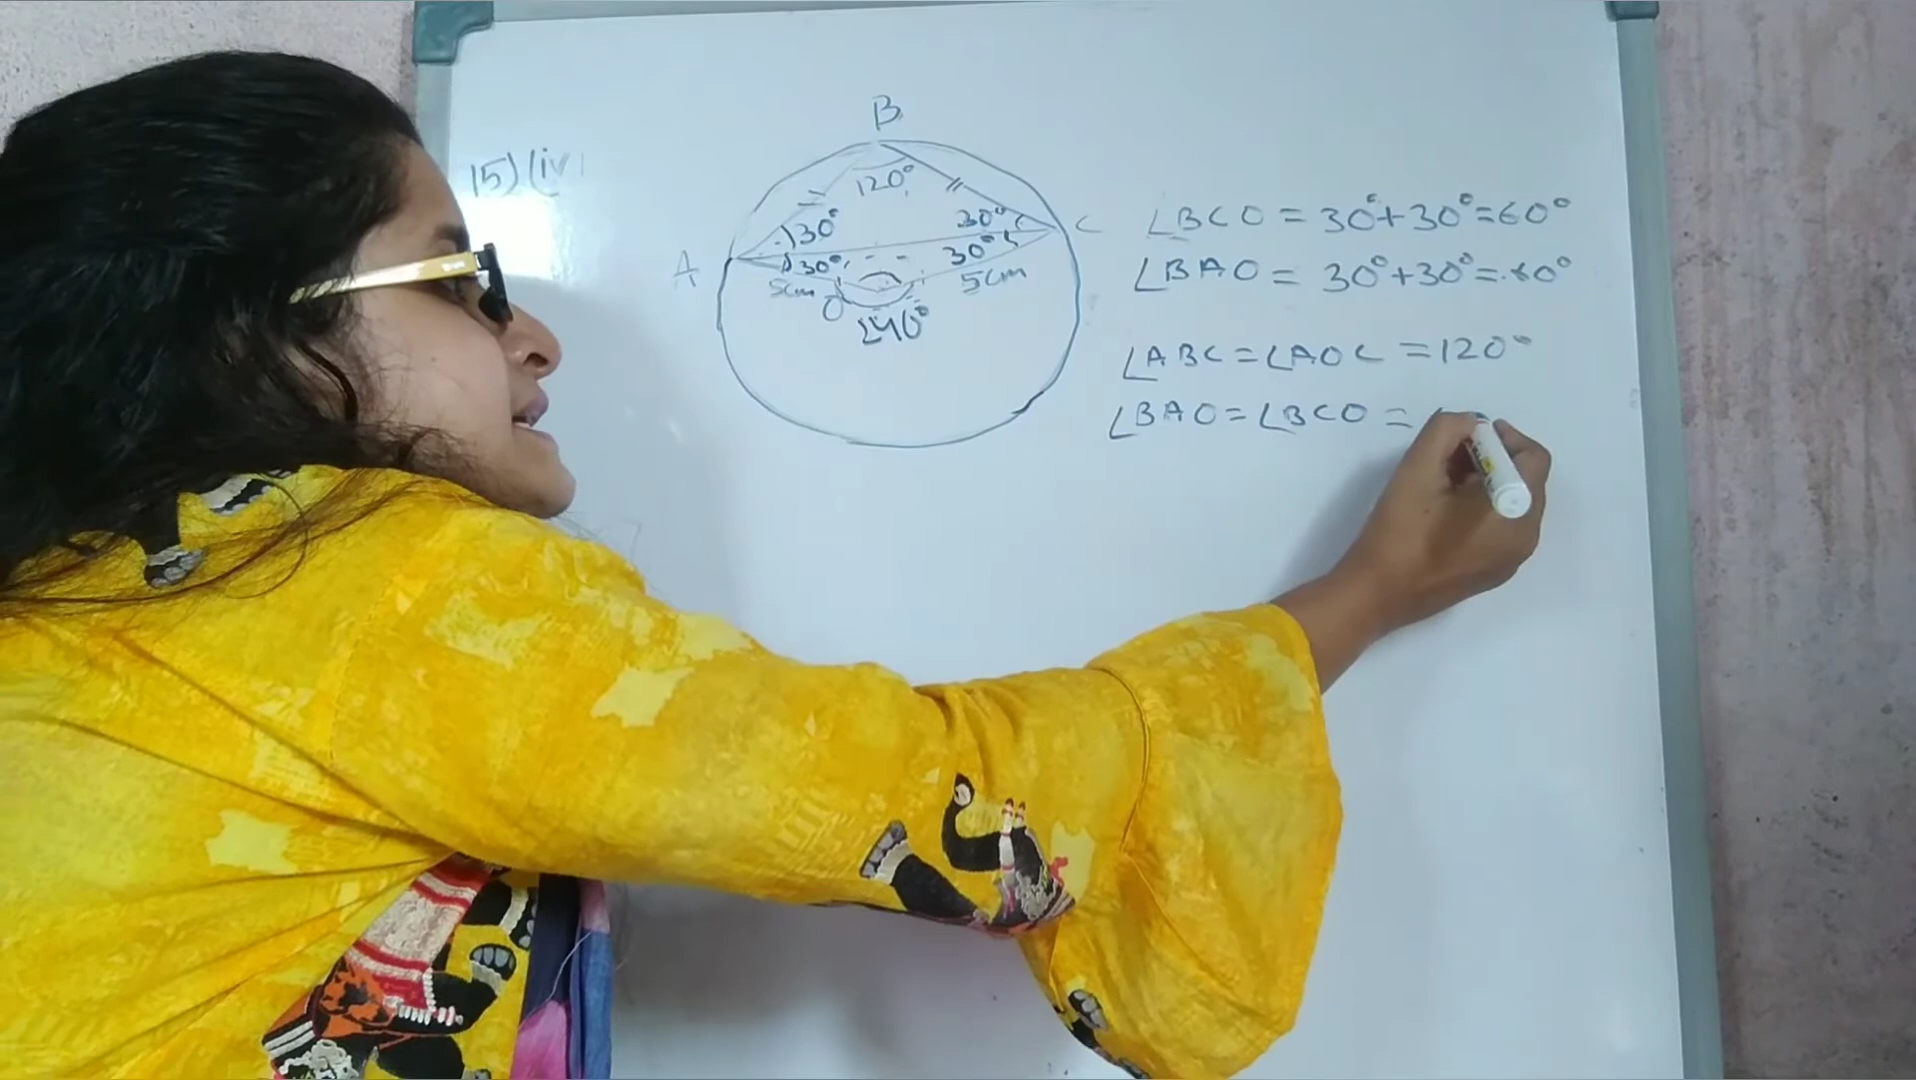 15) (iv
B
120°
30°
30°
A
C
30°
30°
5cm
5cm
O
240°
∠BCO = 30°+30°=60°
∠BAO = 30°+30°=60°
∠ABC = ∠AOC = 120°
∠BAO = ∠BCO =